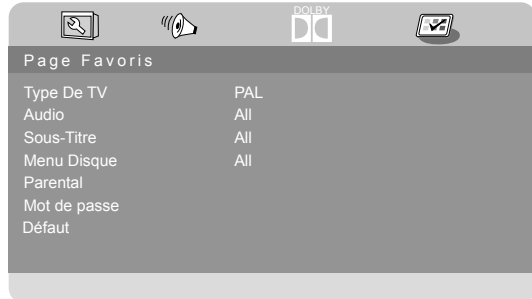 DOLBY
Page Favoris
Type De TV PAL
Audio All
Sous-Titre All
Menu Disque All
Parental
Mot de passe
Défaut